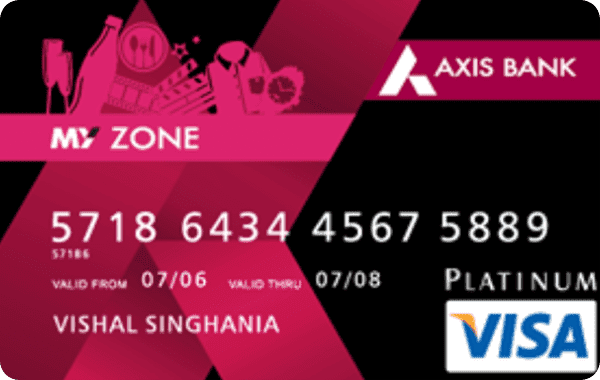 AXIS BANK
MY ZONE
5718 6434 4567 5889
57186
VALID FROM 07/06 VALID THRU 07/08
PLATINUM
VISHAL SINGHANIA
VISA